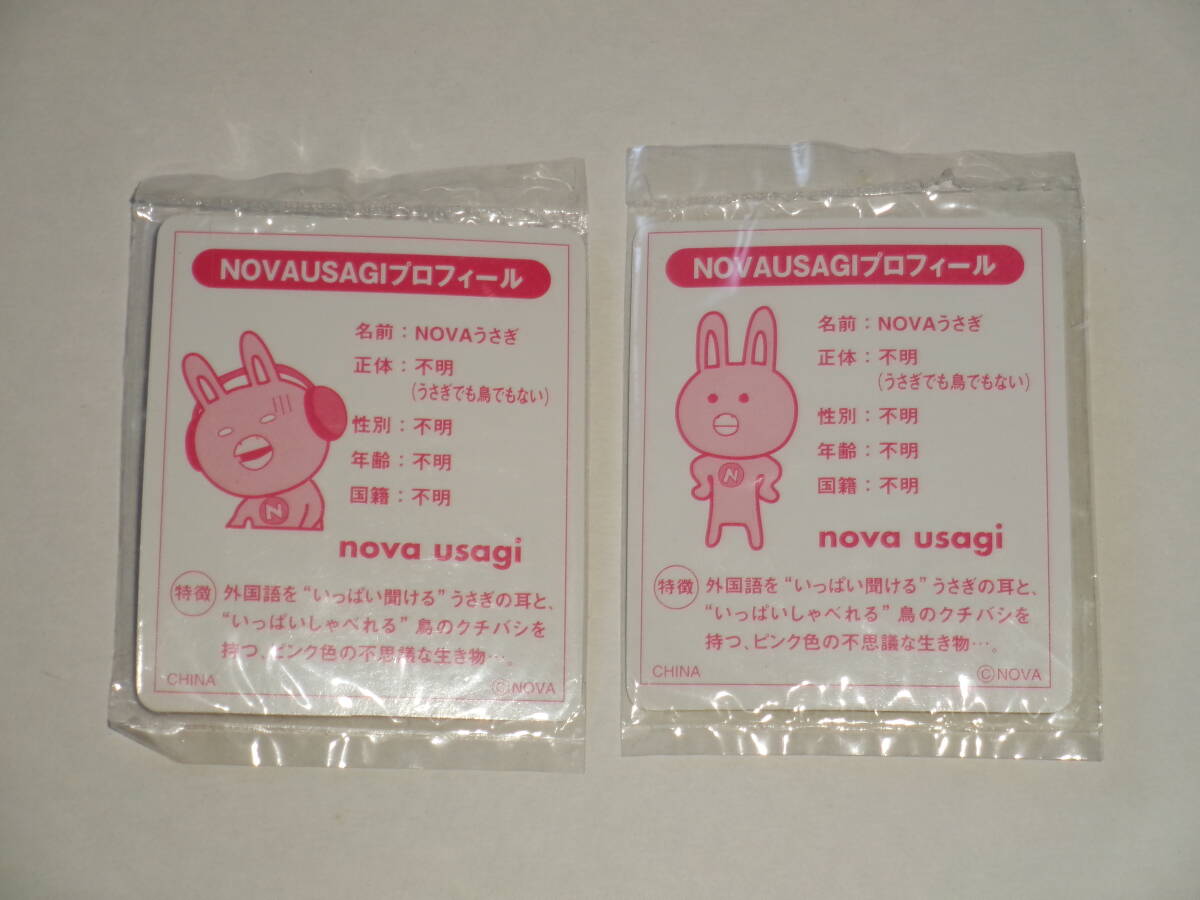 NOVAUSAGIプロフィール
名前：NOVAうさぎ
正体：不明
(うさぎでも鳥でもない)
性別：不明
年齢：不明
国籍：不明
N
nova usagi
特徴 外国語を“いっぱい聞ける”うさぎの耳と、
“いっぱいしゃべれる”鳥のクチバシを
持つ、ピンク色の不思議な生き物…。
CHINA ©NOVA
NOVAUSAGIプロフィール
名前：NOVAうさぎ
正体：不明
(うさぎでも鳥でもない)
性別：不明
年齢：不明
国籍：不明
N
nova usagi
特徴 外国語を“いっぱい聞ける”うさぎの耳と、
“いっぱいしゃべれる”鳥のクチバシを
持つ、ピンク色の不思議な生き物…。
CHINA ©NOVA